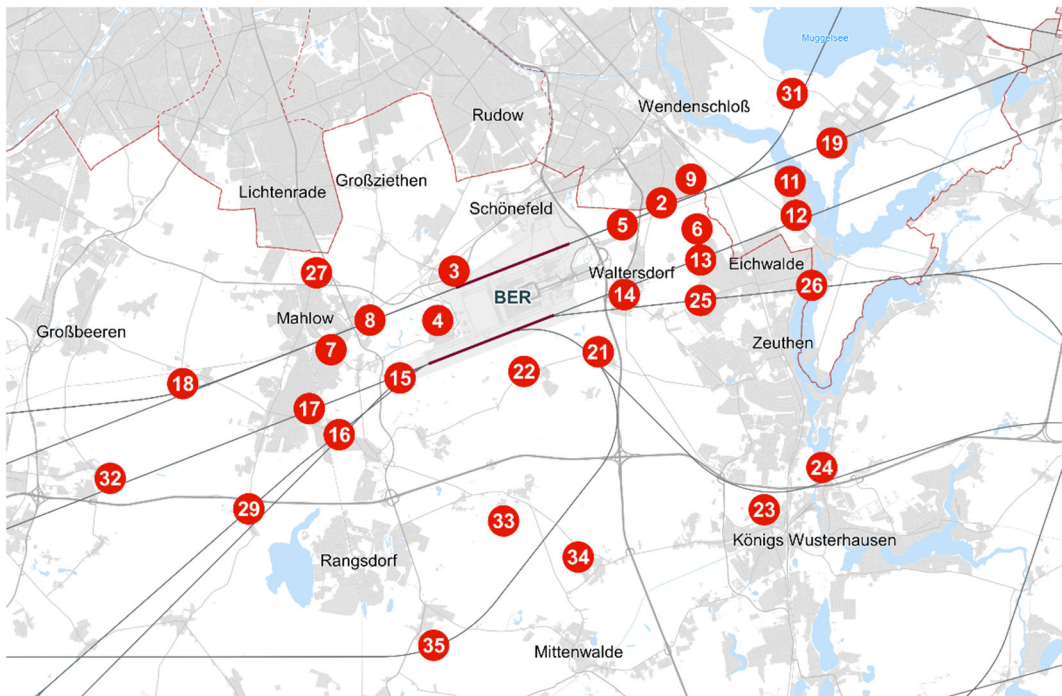 Müggelsee
31
Wendenschloß
Rudow
19
9
11
Lichtenrade
Großziethen
2
Schönefeld
5
12
6
13
Eichwalde
27
3
Waltersdorf
26
BER
14
25
Großbeeren
Mahlow
8
4
Zeuthen
7
21
22
18
15
17
16
24
32
29
23
33
Königs Wusterhausen
34
Rangsdorf
35
Mittenwalde